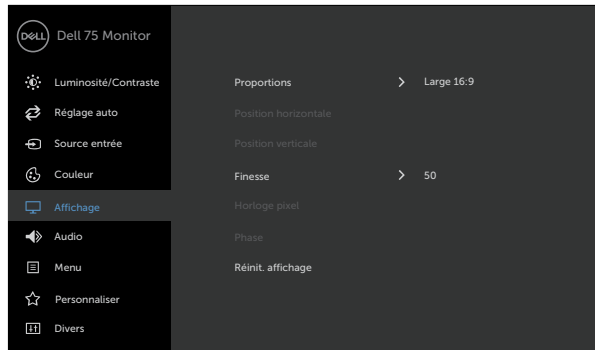 DELL Dell 75 Monitor
Luminosité/Contraste
Réglage auto
Source entrée
Couleur
Affichage
Audio
Menu
Personnaliser
Divers
Proportions Large 16:9
Position horizontale
Position verticale
Finesse 50
Horloge pixel
Phase
Réinit. affichage